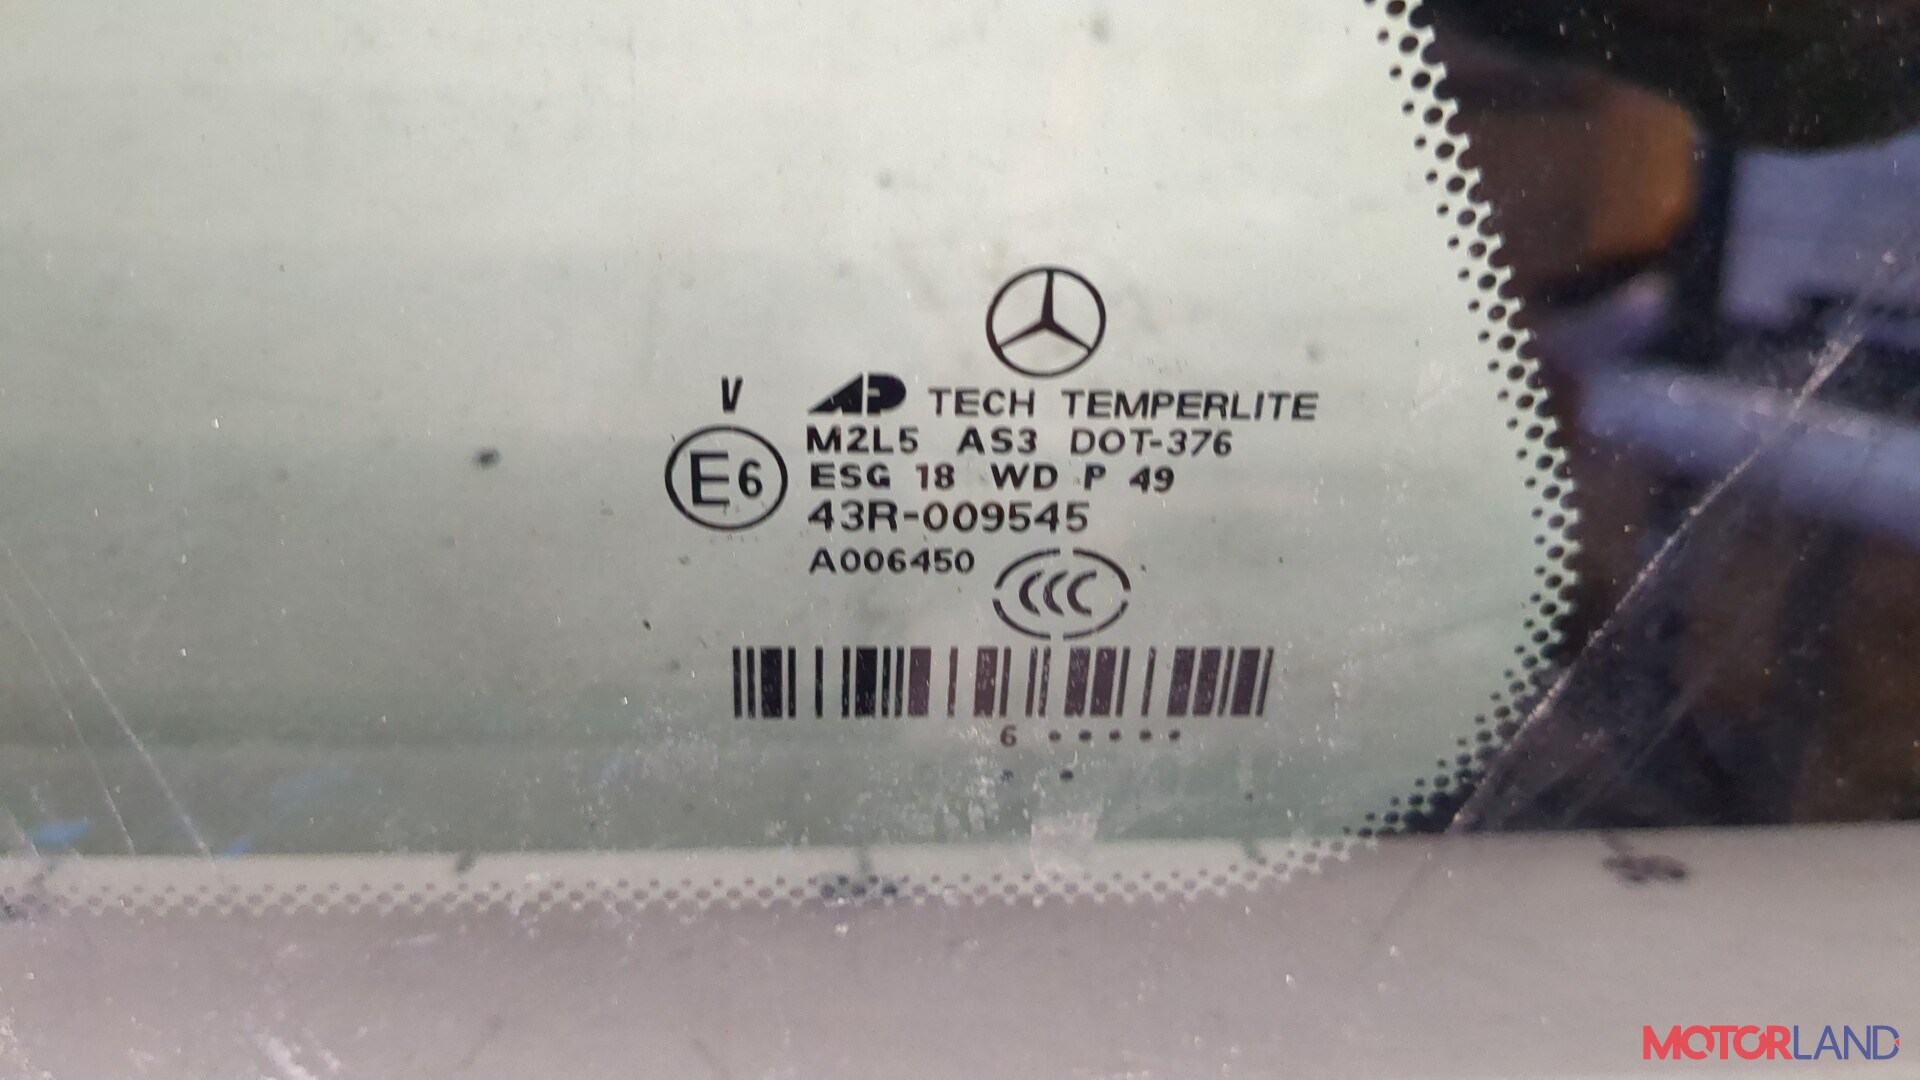 V
AP TECH TEMPERLITE
M2L5 AS3 DOT-376
E6 ESG 18 WD P 49
43R-009545
A006450
CCC
6 • • • • •
MOTORLAND